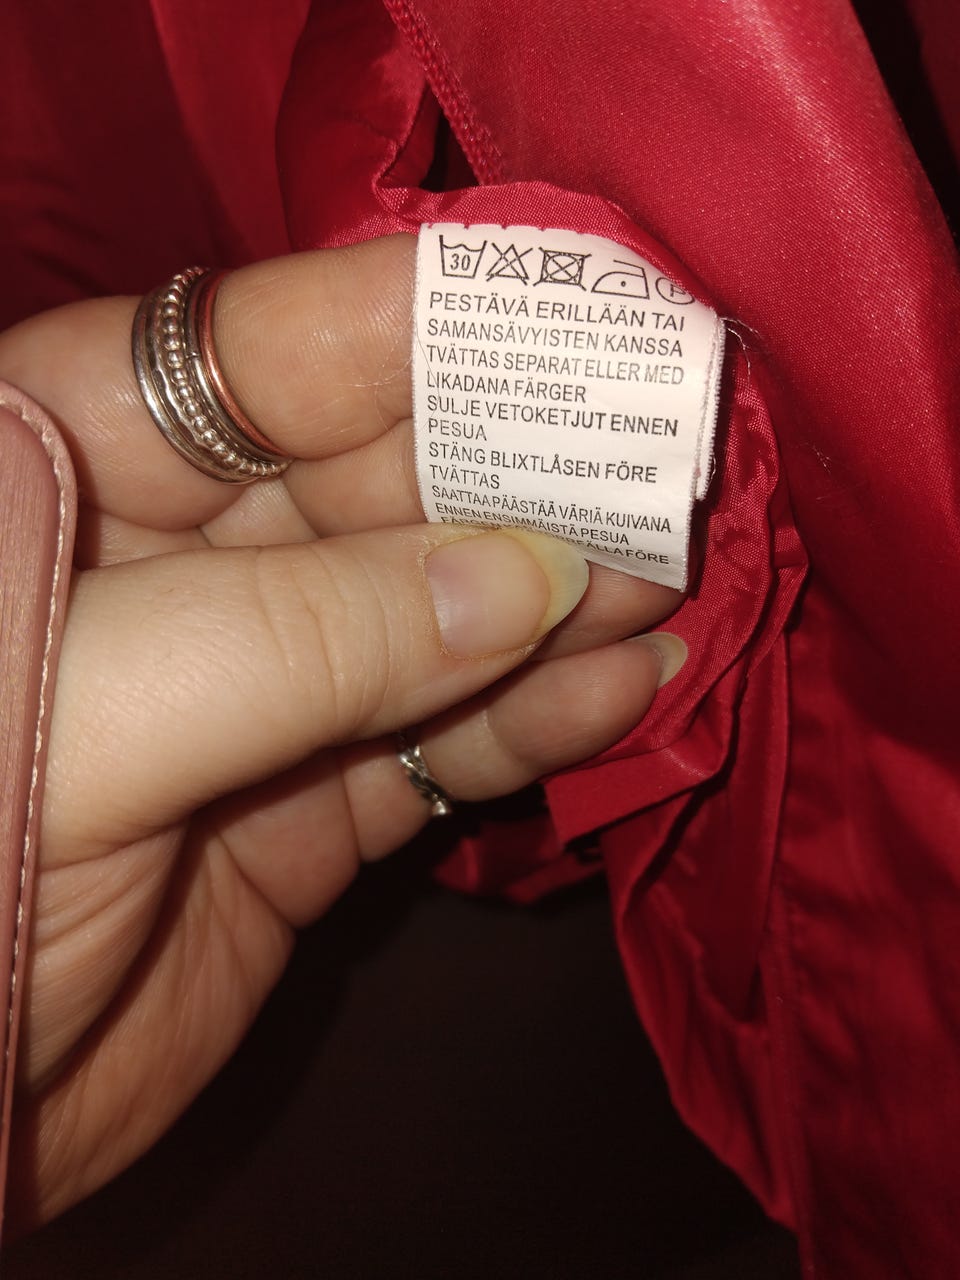 30
P
PESTÄVÄ ERILLÄÄN TAI
SAMANSÄVYISTEN KANSSA
TVÄTTAS SEPARAT ELLER MED
LIKADANA FÄRGER
SULJE VETOKETJUT ENNEN
PESUA
STÄNG BLIXTLÅSEN FÖRE
TVÄTTAS
SAATTAA PÄÄSTÄÄ VÄRIÄ KUIVANA
ENNEN ENSIMMÄISTÄ PESUA
FÖRE